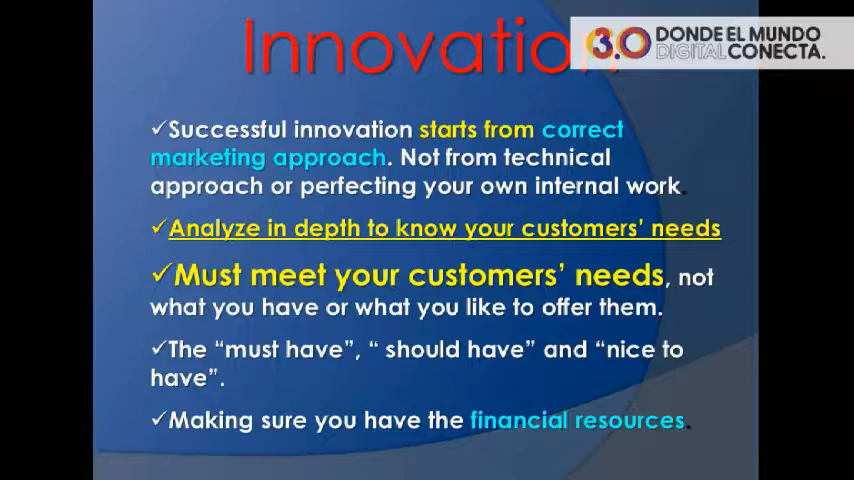 Innovation
3.0 DONDE EL MUNDO
DIGITAL CONECTA.
✓Successful innovation starts from correct
marketing approach. Not from technical
approach or perfecting your own internal work.
✓Analyze in depth to know your customers’ needs
✓Must meet your customers’ needs, not
what you have or what you like to offer them.
✓The “must have”, “ should have” and “nice to
have”.
✓Making sure you have the financial resources.